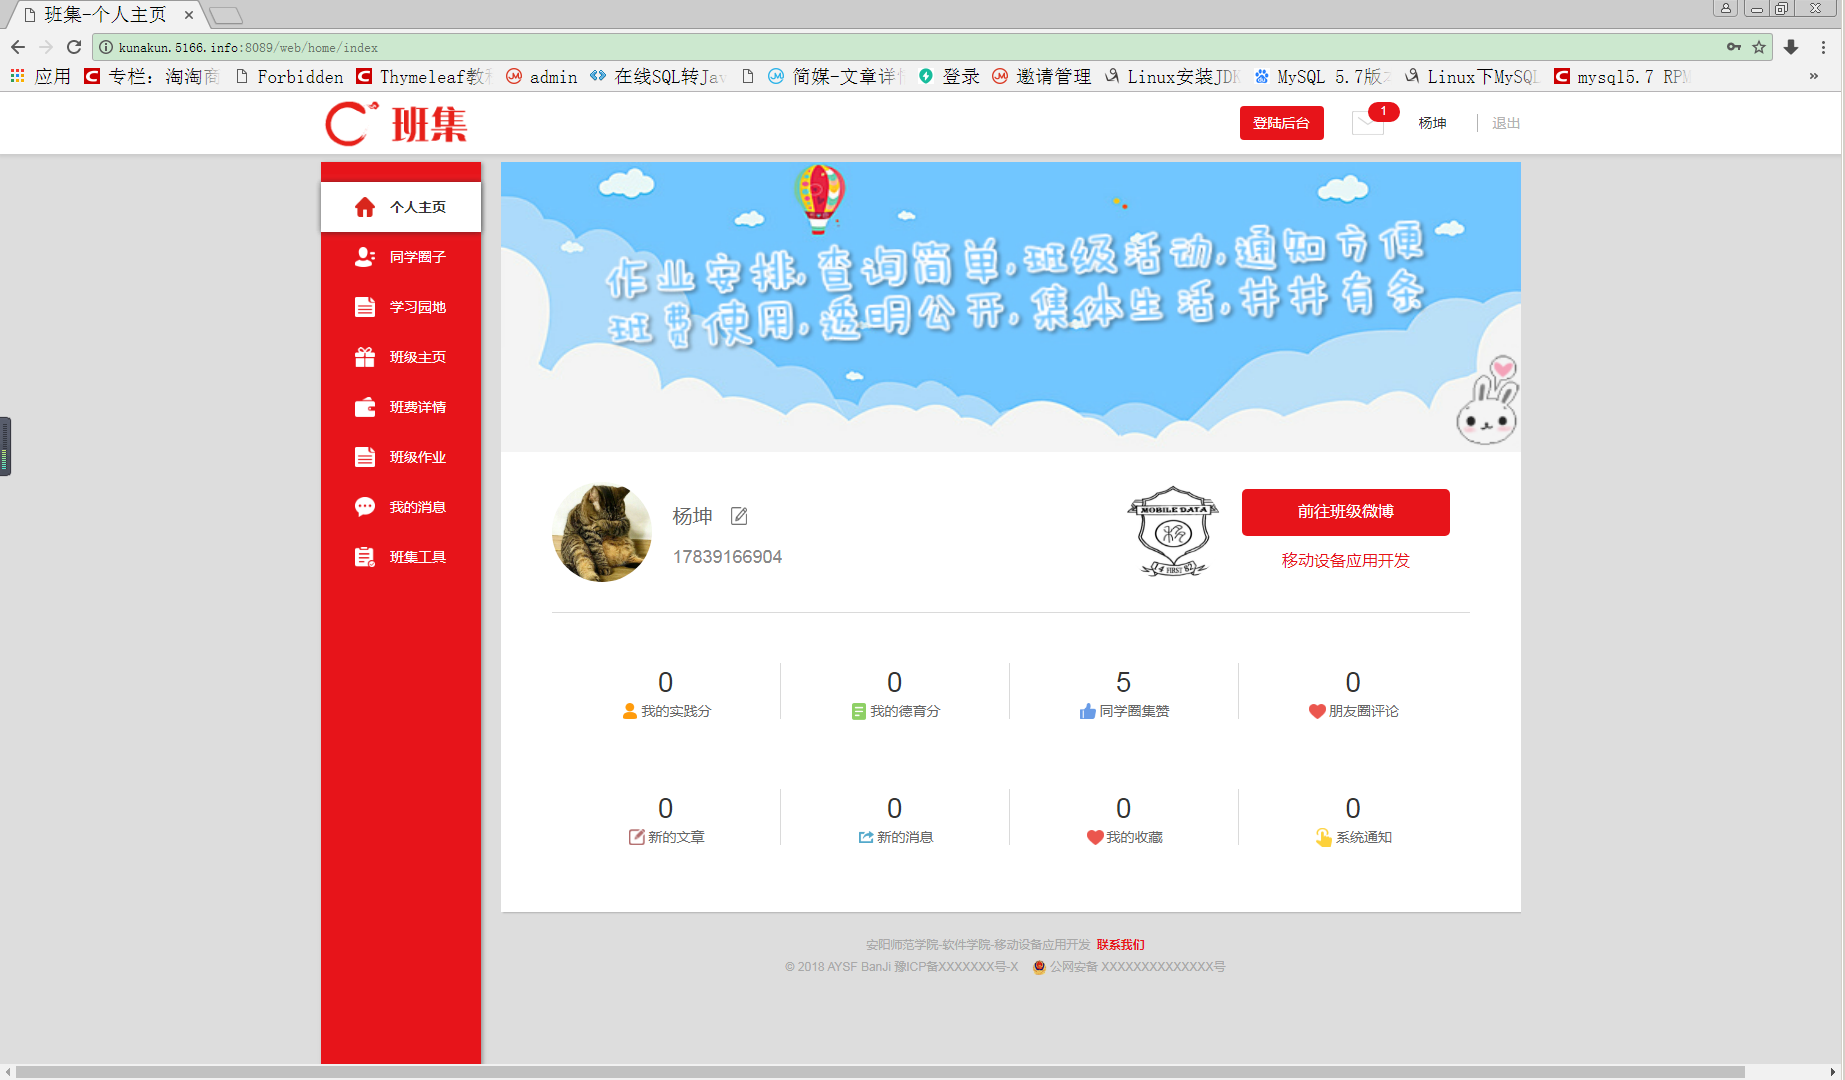 班集-个人主页
kunakun.5166.info:8089/web/home/index
应用 专栏：淘淘商 Forbidden Thymeleaf教 admin 在线SQL转Jav 简媒-文章详 登录 邀请管理 Linux安装JDK MySQL 5.7版 Linux下MySQL mysql5.7 RPM »
班集
登陆后台 1 杨坤 退出
个人主页
同学圈子
学习园地
班级主页
班费详情
班级作业
我的消息
班集工具
作业安排，查询简单，班级活动，通知方便
班费使用，透明公开，集体生活，井井有条
杨坤
17839166904
MOBILE DATA
FIRST
前往班级微博
移动设备应用开发
0 0 5 0
我的实践分 我的德育分 同学圈集赞 朋友圈评论
0 0 0 0
新的文章 新的消息 我的收藏 系统通知
安阳师范学院-软件学院-移动设备应用开发 联系我们
© 2018 AYSF BanJi 豫ICP备XXXXXXX号-X 公网安备 XXXXXXXXXXXXXX号